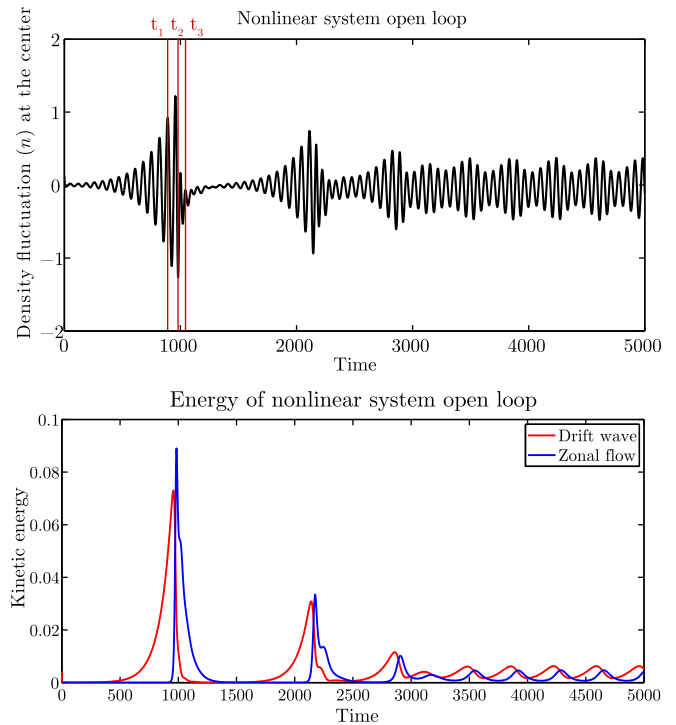 Nonlinear system open loop
t1 t2 t3
Density fluctuation (n) at the center
2
1
0
−1
−2
0 1000 2000 3000 4000 5000
Time
Energy of nonlinear system open loop
Kinetic energy
0.1
0.08
0.06
0.04
0.02
0
Drift wave
Zonal flow
0 500 1000 1500 2000 2500 3000 3500 4000 4500 5000
Time